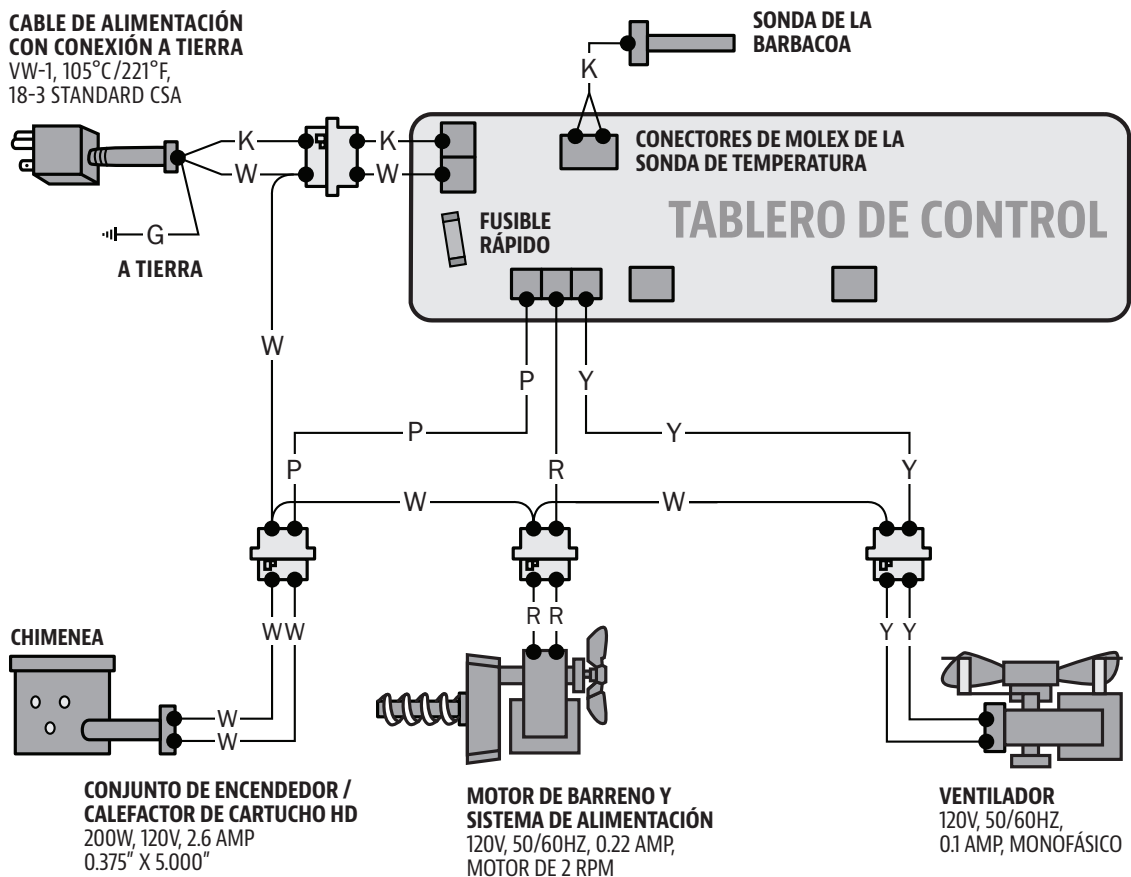 CABLE DE ALIMENTACIÓN
CON CONEXIÓN A TIERRA
VW-1, 105°C/221°F,
18-3 STANDARD CSA
SONDA DE LA
BARBACOA
K
CONECTORES DE MOLEX DE LA
SONDA DE TEMPERATURA
K
K
W
W
TABLERO DE CONTROL
FUSIBLE
RÁPIDO
G
A TIERRA
W
P
Y
P
Y
P
R
Y
W
W
R R
W W
Y Y
CHIMENEA
W
W
CONJUNTO DE ENCENDEDOR /
CALEFACTOR DE CARTUCHO HD
200W, 120V, 2.6 AMP
0.375" X 5.000"
MOTOR DE BARRENO Y
SISTEMA DE ALIMENTACIÓN
120V, 50/60HZ, 0.22 AMP,
MOTOR DE 2 RPM
VENTILADOR
120V, 50/60HZ,
0.1 AMP, MONOFÁSICO